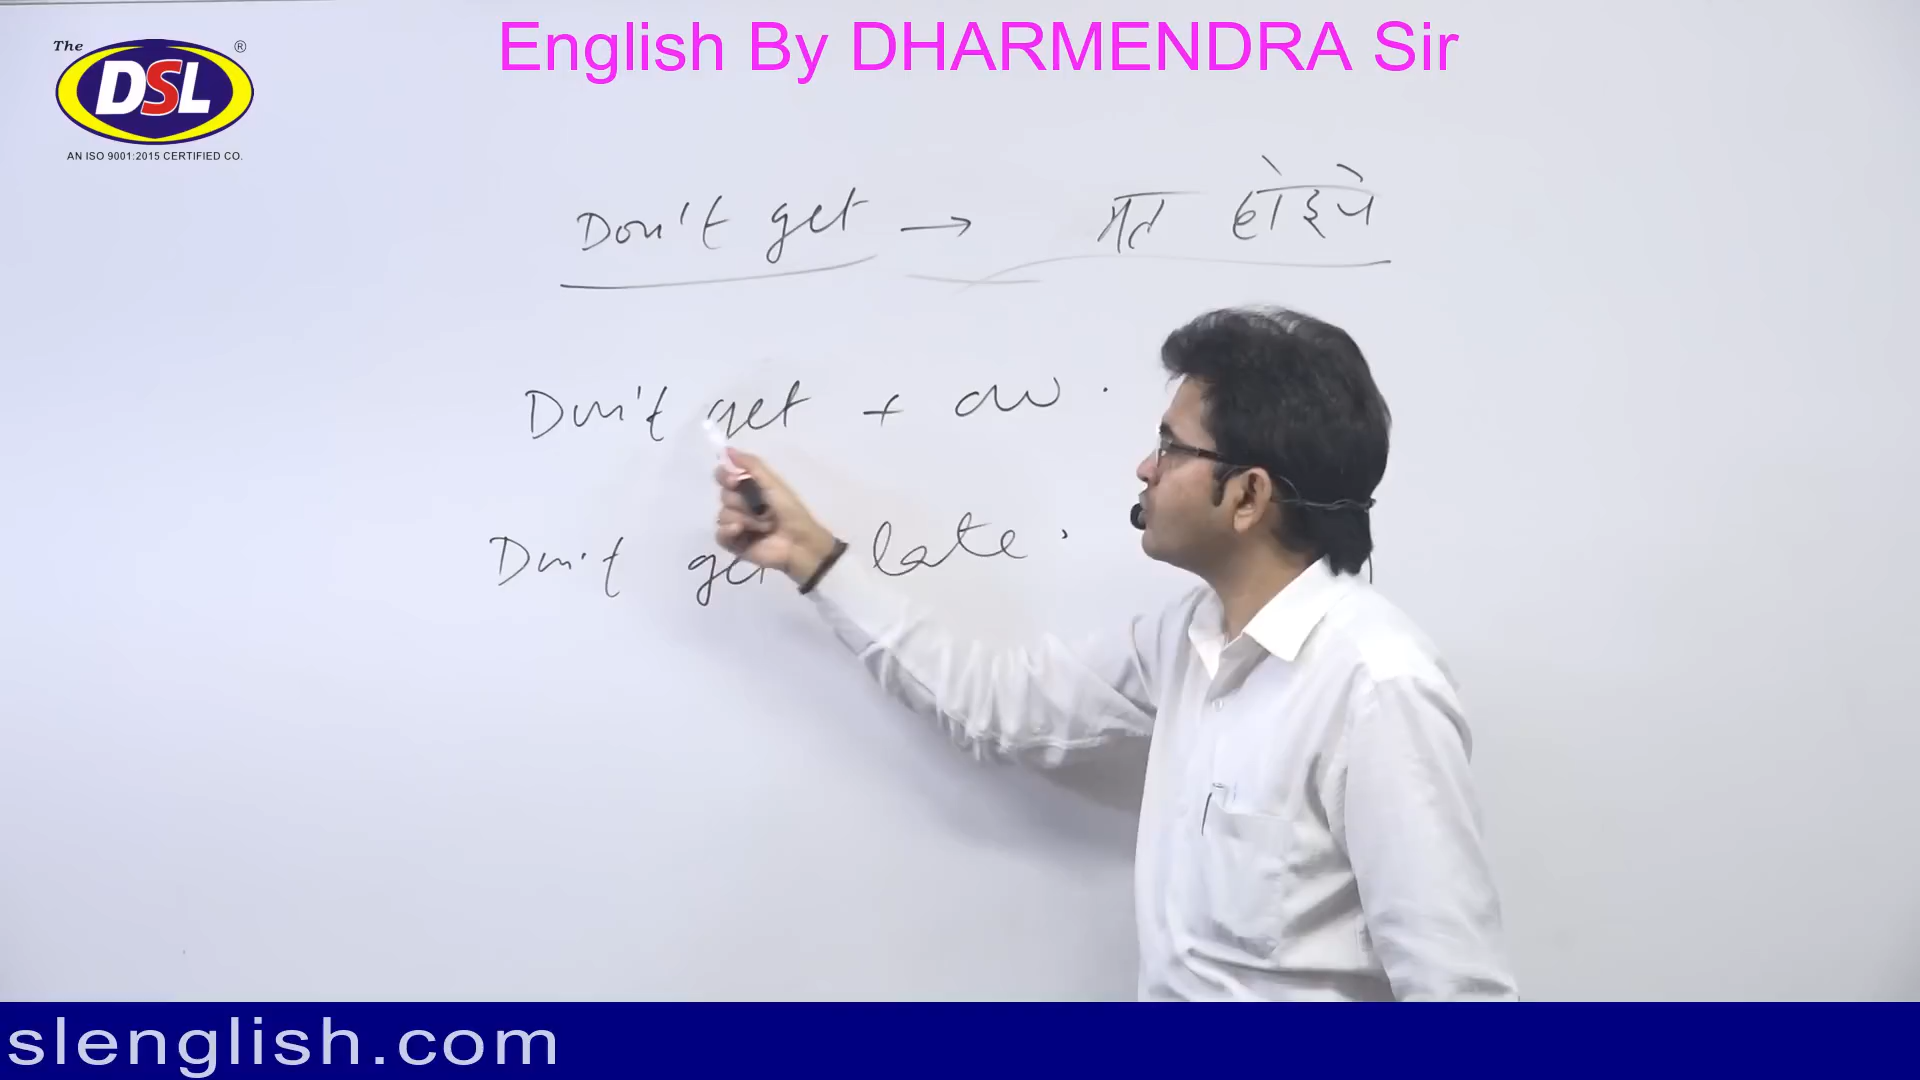 The
DSL ®
AN ISO 9001:2015 CERTIFIED CO.
English By DHARMENDRA Sir
Don't get → मत होइये
Don't get + ow.
Don't get late.
slenglish.com